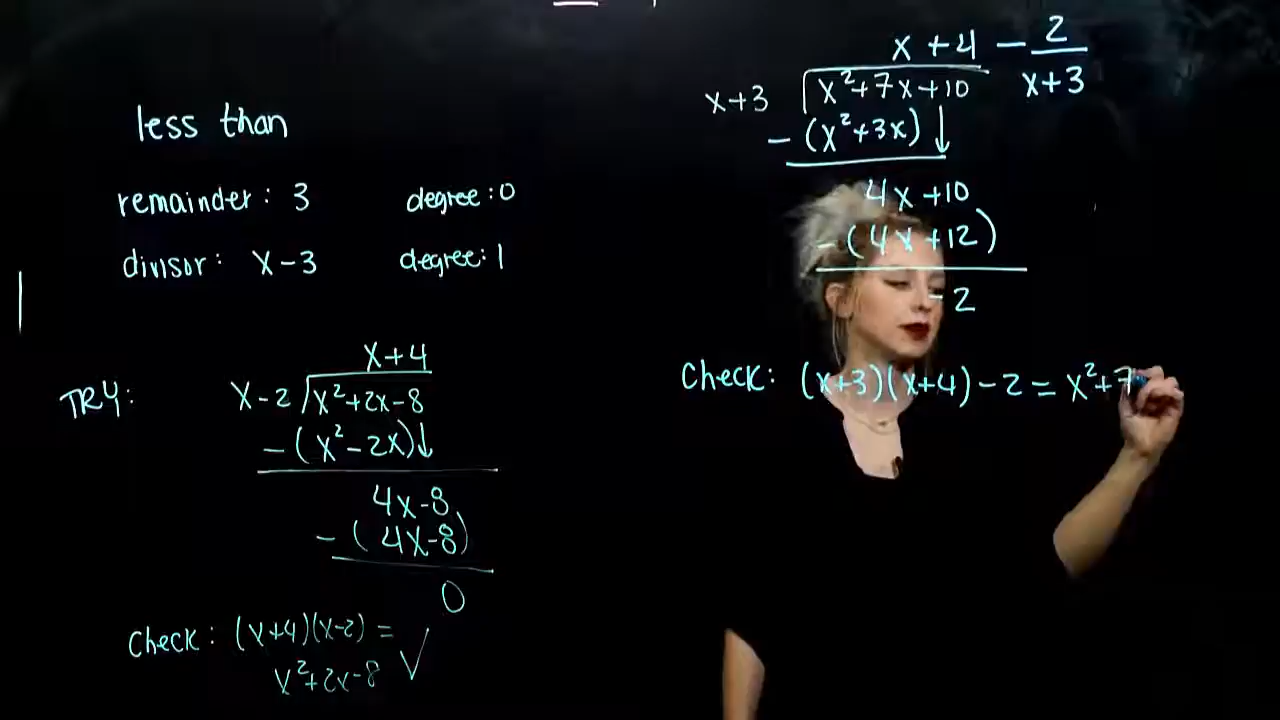 less than
remainder: 3 degree: 0
divisor: x-3 degree: 1
TRY:
x+4
x-2 x²+2x-8
-(x²-2x)↓
4x-8
-(4x-8)
0
Check: (x+4)(x-2) = ✓
x²+2x-8
x+4 - 2/(x+3)
x+3 x²+7x+10
-(x²+3x)↓
4x+10
-(4x+12)
-2
Check: (x+3)(x+4)-2 = x²+7